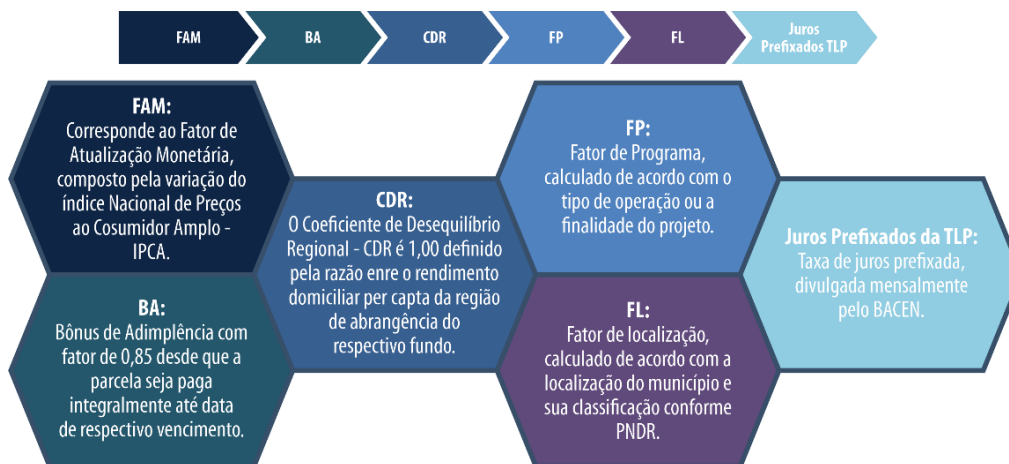 FAM
BA
CDR
FP
FL
Juros
Prefixados TLP
FAM:
Corresponde ao Fator de
Atualização Monetária,
composto pela variação do
índice Nacional de Preços
ao Cosumidor Amplo -
IPCA.
BA:
Bônus de Adimplência com
fator de 0,85 desde que a
parcela seja paga
integralmente até data
de respectivo vencimento.
CDR:
O Coeficiente de Desequilíbrio
Regional - CDR é 1,00 definido
pela razão enre o rendimento
domiciliar per capta da região
de abrangência do
respectivo fundo.
FP:
Fator de Programa,
calculado de acordo com o
tipo de operação ou a
finalidade do projeto.
FL:
Fator de localização,
calculado de acordo com a
localização do município e
sua classificação conforme
PNDR.
Juros Prefixados da TLP:
Taxa de juros prefixada,
divulgada mensalmente
pelo BACEN.